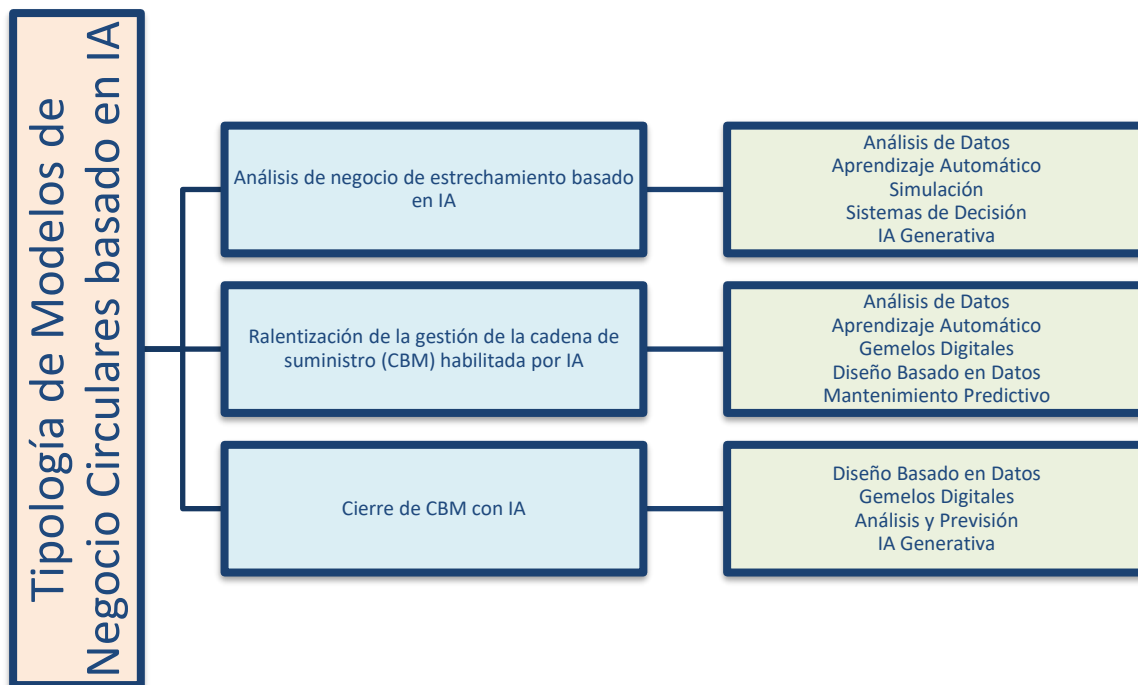 Tipología de Modelos de
Negocio Circulares basado en IA
Análisis de negocio de estrechamiento basado
en IA
Análisis de Datos
Aprendizaje Automático
Simulación
Sistemas de Decisión
IA Generativa
Ralentización de la gestión de la cadena de
suministro (CBM) habilitada por IA
Análisis de Datos
Aprendizaje Automático
Gemelos Digitales
Diseño Basado en Datos
Mantenimiento Predictivo
Cierre de CBM con IA
Diseño Basado en Datos
Gemelos Digitales
Análisis y Previsión
IA Generativa